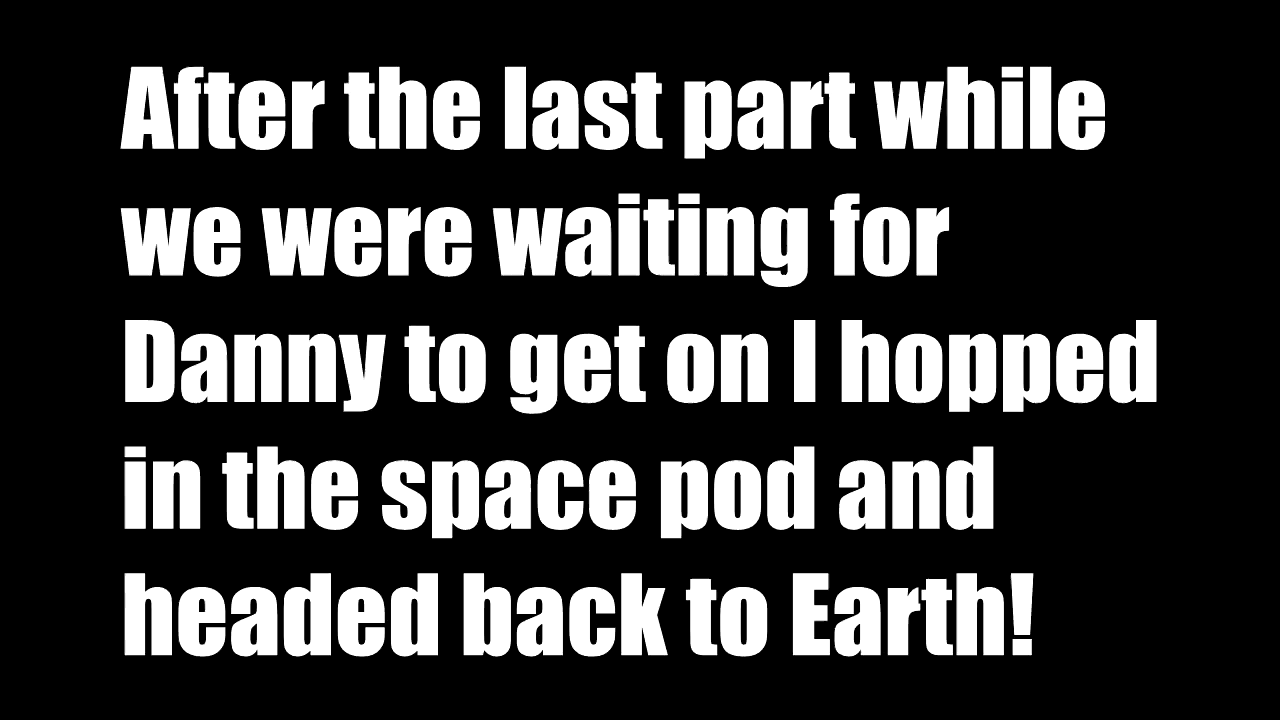 After the last part while
we were waiting for
Danny to get on I hopped
in the space pod and
headed back to Earth!